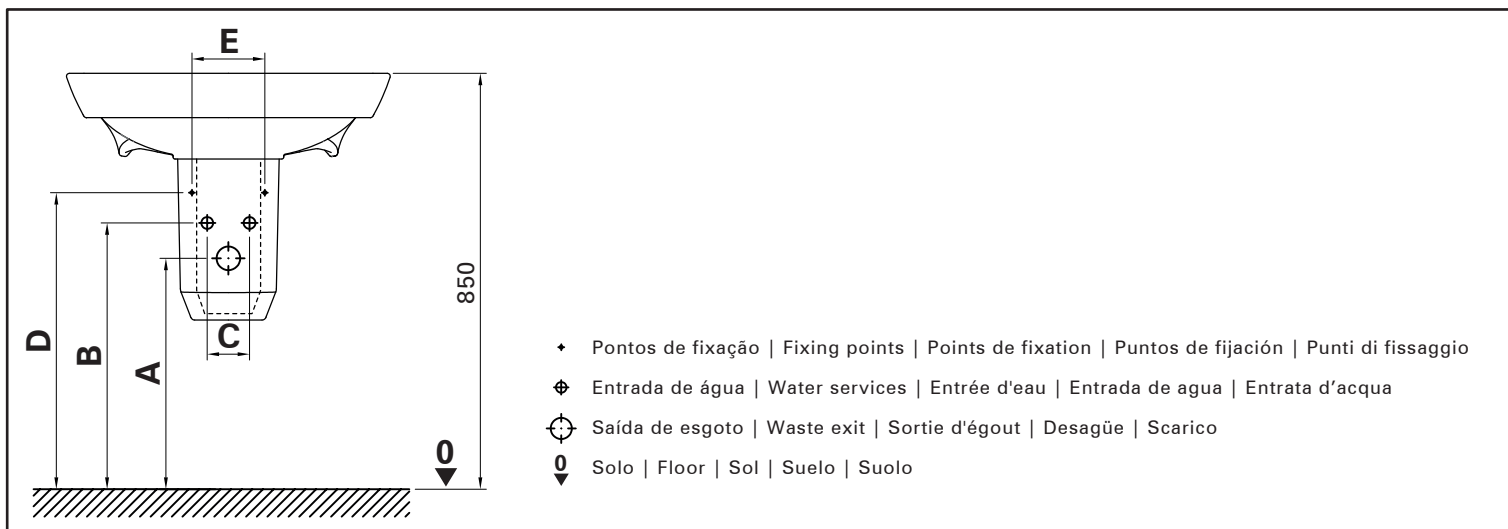 E
850
D
B
A
C
0
Pontos de fixação | Fixing points | Points de fixation | Puntos de fijación | Punti di fissaggio
Entrada de água | Water services | Entrée d'eau | Entrada de agua | Entrata d’acqua
Saída de esgoto | Waste exit | Sortie d'égout | Desagüe | Scarico
0 Solo | Floor | Sol | Suelo | Suolo